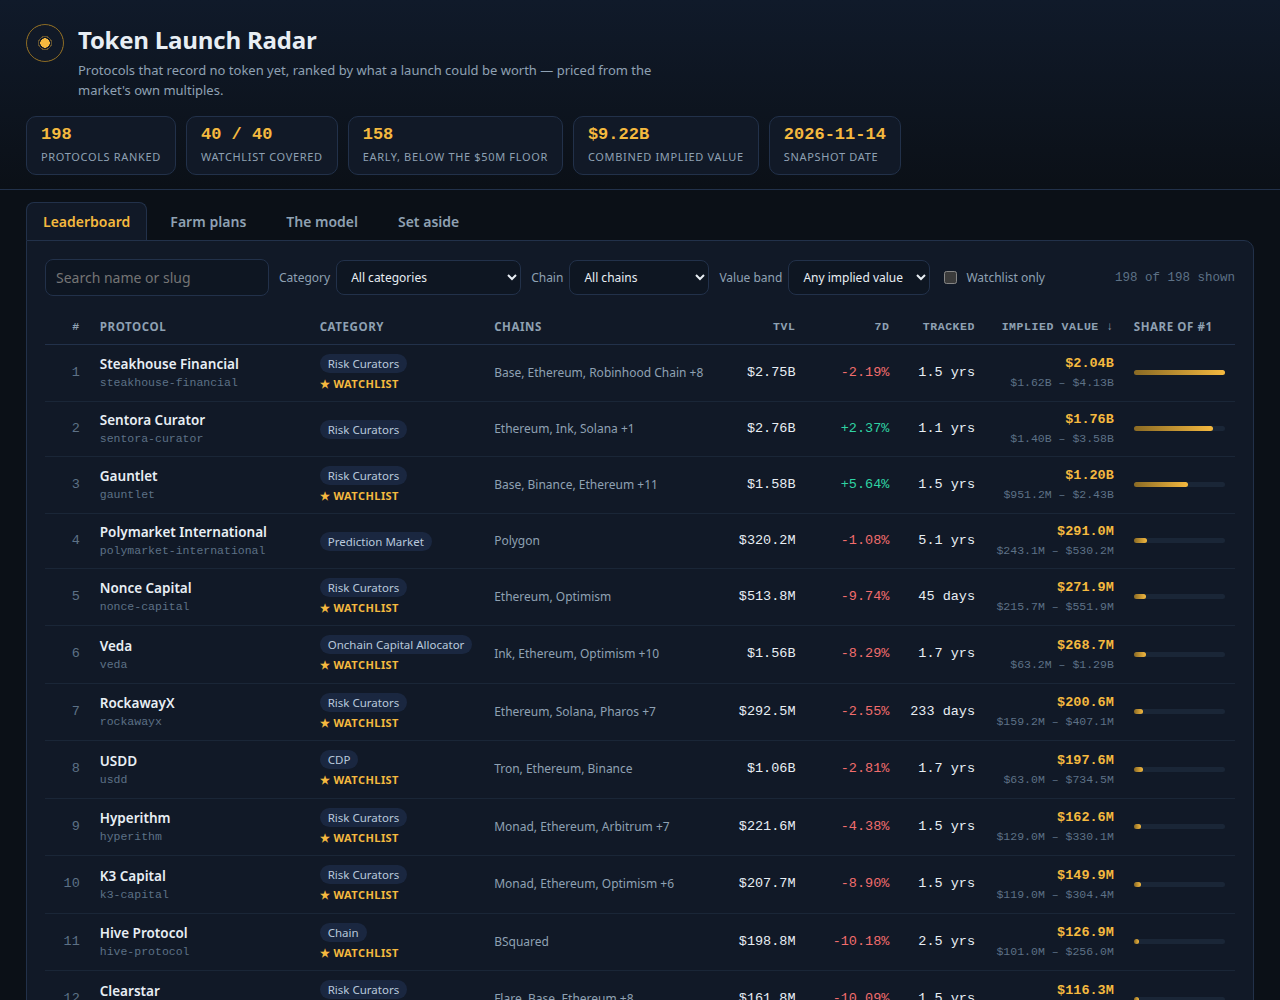 Token Launch Radar
Protocols that record no token yet, ranked by what a launch could be worth — priced from the
market's own multiples.
198
PROTOCOLS RANKED
40 / 40
WATCHLIST COVERED
158
EARLY, BELOW THE $50M FLOOR
$9.22B
COMBINED IMPLIED VALUE
2026-11-14
SNAPSHOT DATE
Leaderboard Farm plans The model Set aside
Search name or slug Category All categories Chain All chains Value band Any implied value Watchlist only 198 of 198 shown
# PROTOCOL CATEGORY CHAINS TVL 7D TRACKED IMPLIED VALUE ↓ SHARE OF #1
1 Steakhouse Financial Risk Curators Base, Ethereum, Robinhood Chain +8 $2.75B -2.19% 1.5 yrs $2.04B
steakhouse-financial ★ WATCHLIST $1.62B – $4.13B
2 Sentora Curator Risk Curators Ethereum, Ink, Solana +1 $2.76B +2.37% 1.1 yrs $1.76B
sentora-curator $1.40B – $3.58B
3 Gauntlet Risk Curators Base, Binance, Ethereum +11 $1.58B +5.64% 1.5 yrs $1.20B
gauntlet ★ WATCHLIST $951.2M – $2.43B
4 Polymarket International Prediction Market Polygon $320.2M -1.08% 5.1 yrs $291.0M
polymarket-international $243.1M – $530.2M
5 Nonce Capital Risk Curators Ethereum, Optimism $513.8M -9.74% 45 days $271.9M
nonce-capital ★ WATCHLIST $215.7M – $551.9M
6 Veda Onchain Capital Allocator Ink, Ethereum, Optimism +10 $1.56B -8.29% 1.7 yrs $268.7M
veda ★ WATCHLIST $63.2M – $1.29B
7 RockawayX Risk Curators Ethereum, Solana, Pharos +7 $292.5M -2.55% 233 days $200.6M
rockawayx ★ WATCHLIST $159.2M – $407.1M
8 USDD CDP Tron, Ethereum, Binance $1.06B -2.81% 1.7 yrs $197.6M
usdd ★ WATCHLIST $63.0M – $734.5M
9 Hyperithm Risk Curators Monad, Ethereum, Arbitrum +7 $221.6M -4.38% 1.5 yrs $162.6M
hyperithm ★ WATCHLIST $129.0M – $330.1M
10 K3 Capital Risk Curators Monad, Ethereum, Optimism +6 $207.7M -8.90% 1.5 yrs $149.9M
k3-capital ★ WATCHLIST $119.0M – $304.4M
11 Hive Protocol Chain BSquared $198.8M -10.18% 2.5 yrs $126.9M
hive-protocol ★ WATCHLIST $101.0M – $256.0M
12 Clearstar Risk Curators Flare, Base, Ethereum +8 $161.8M -10.09% 1.5 yrs $116.3M